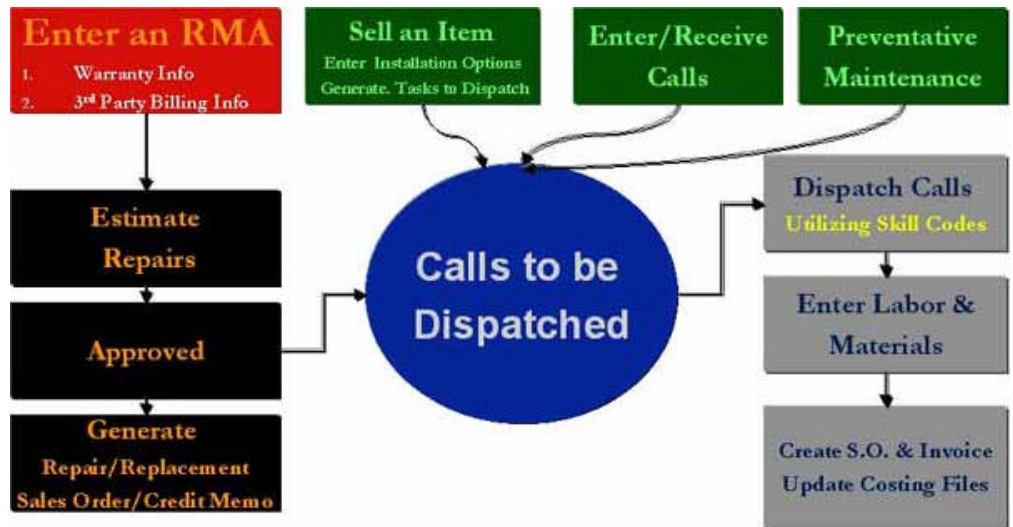 Enter an RMA
1. Warranty Info
2. 3rd Party Billing Info
Sell an Item
Enter Installation Options
Generate. Tasks to Dispatch
Enter/Receive
Calls
Preventative
Maintenance
Estimate
Repairs
Approved
Generate
Repair/Replacement
Sales Order/Credit Memo
Calls to be
Dispatched
Dispatch Calls
Utilizing Skill Codes
Enter Labor &
Materials
Create S.O. & Invoice
Update Costing Files